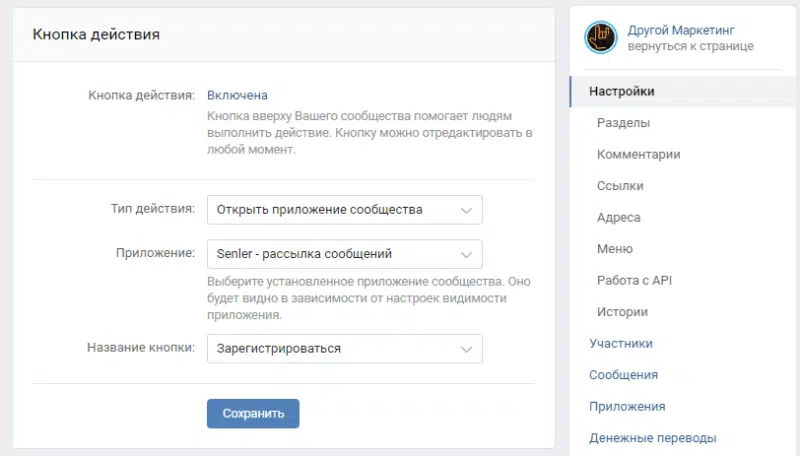 Кнопка действия
Кнопка действия: Включена
Кнопка вверху Вашего сообщества помогает людям
выполнить действие. Кнопку можно отредактировать в
любой момент.
Тип действия: Открыть приложение сообщества
Приложение: Senler - рассылка сообщений
Выберите установленное приложение сообщества. Оно
будет видно в зависимости от настроек видимости
приложения.
Название кнопки: Зарегистрироваться
Сохранить
Другой Маркетинг
вернуться к странице
Настройки
Разделы
Комментарии
Ссылки
Адреса
Меню
Работа с API
Истории
Участники
Сообщения
Приложения
Денежные переводы